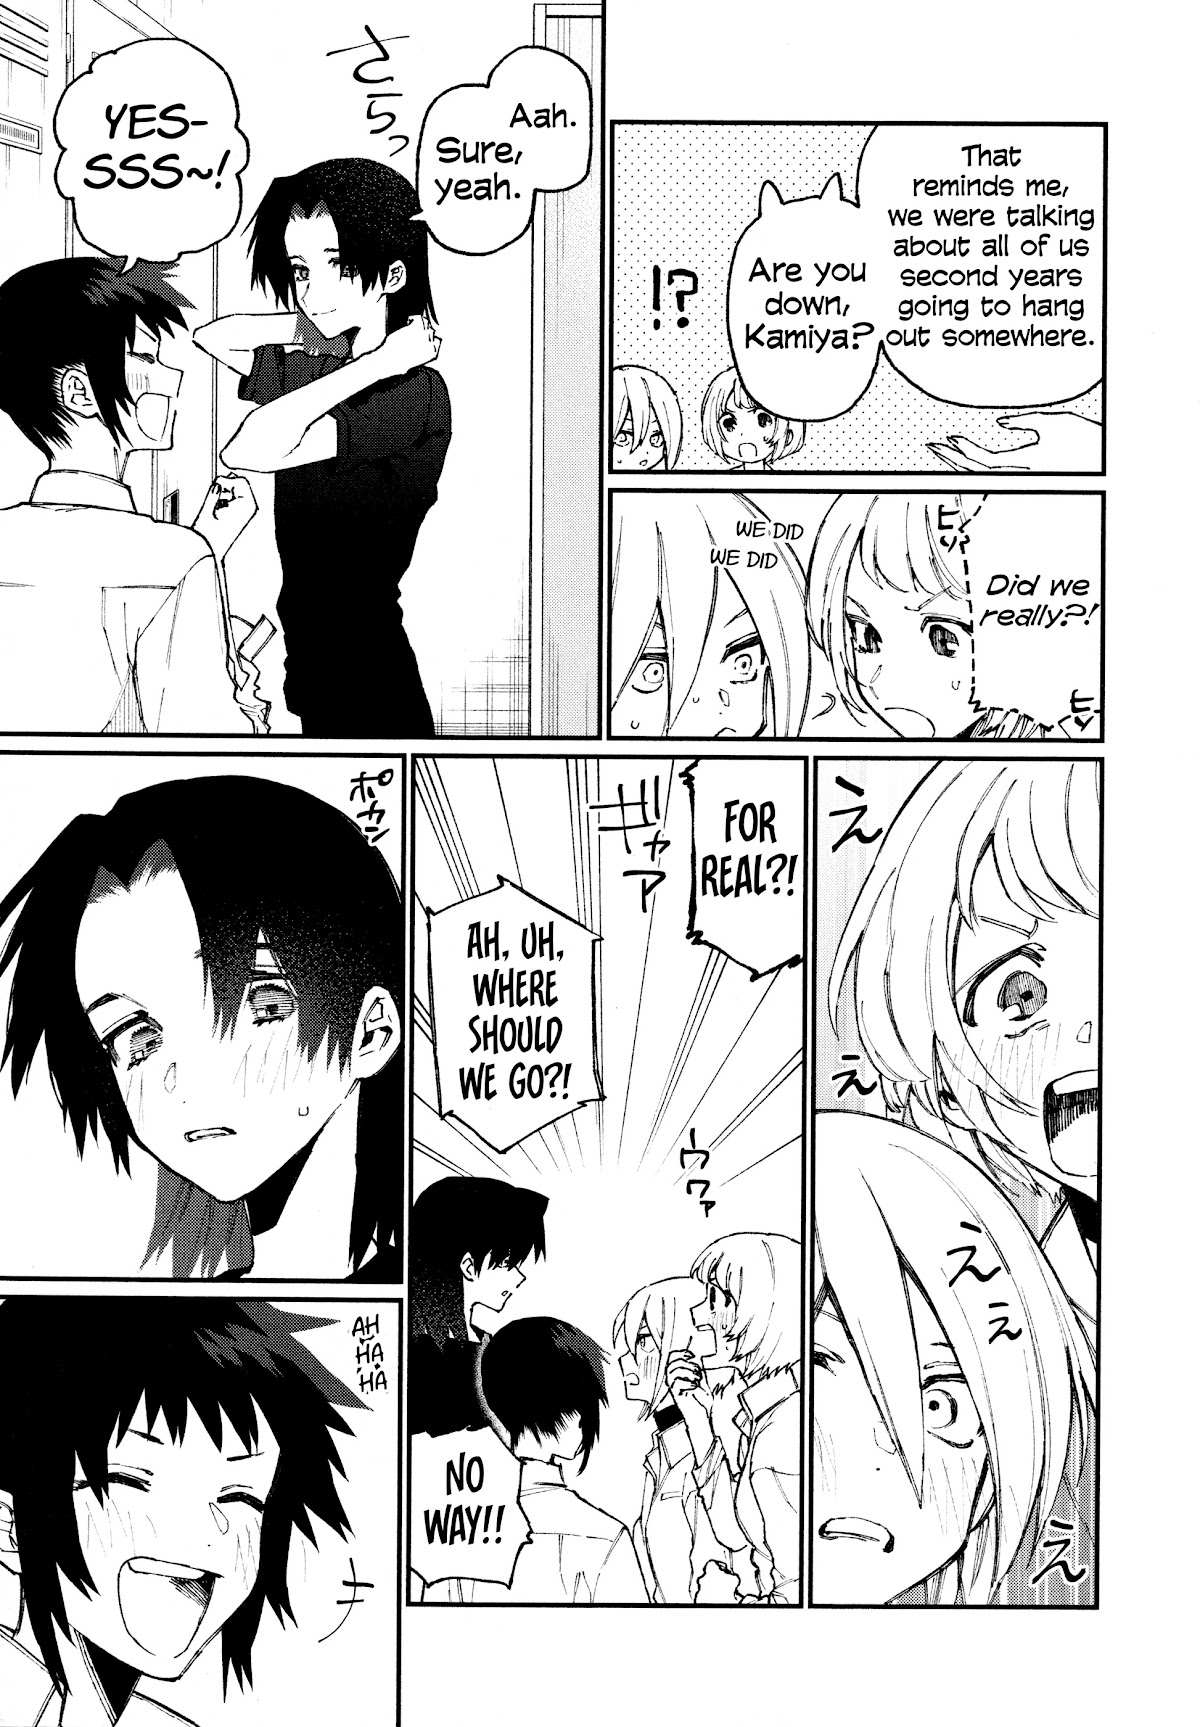 That
reminds me,
we were talking
about all of us
second years
going to hang
out somewhere.
Are you
down,
Kamiya?
!?
Aah.
Sure,
yeah.
さらっ
YES-
SSS~!
Did we
really?!
ヒソ
ヒソ
WE DID
WE DID
え
え
え
え
FOR
REAL?!
ギャア
AH, UH,
WHERE
SHOULD
WE GO?!
ーウワァ
NO
WAY!!
ポカン
AH
HA
HA